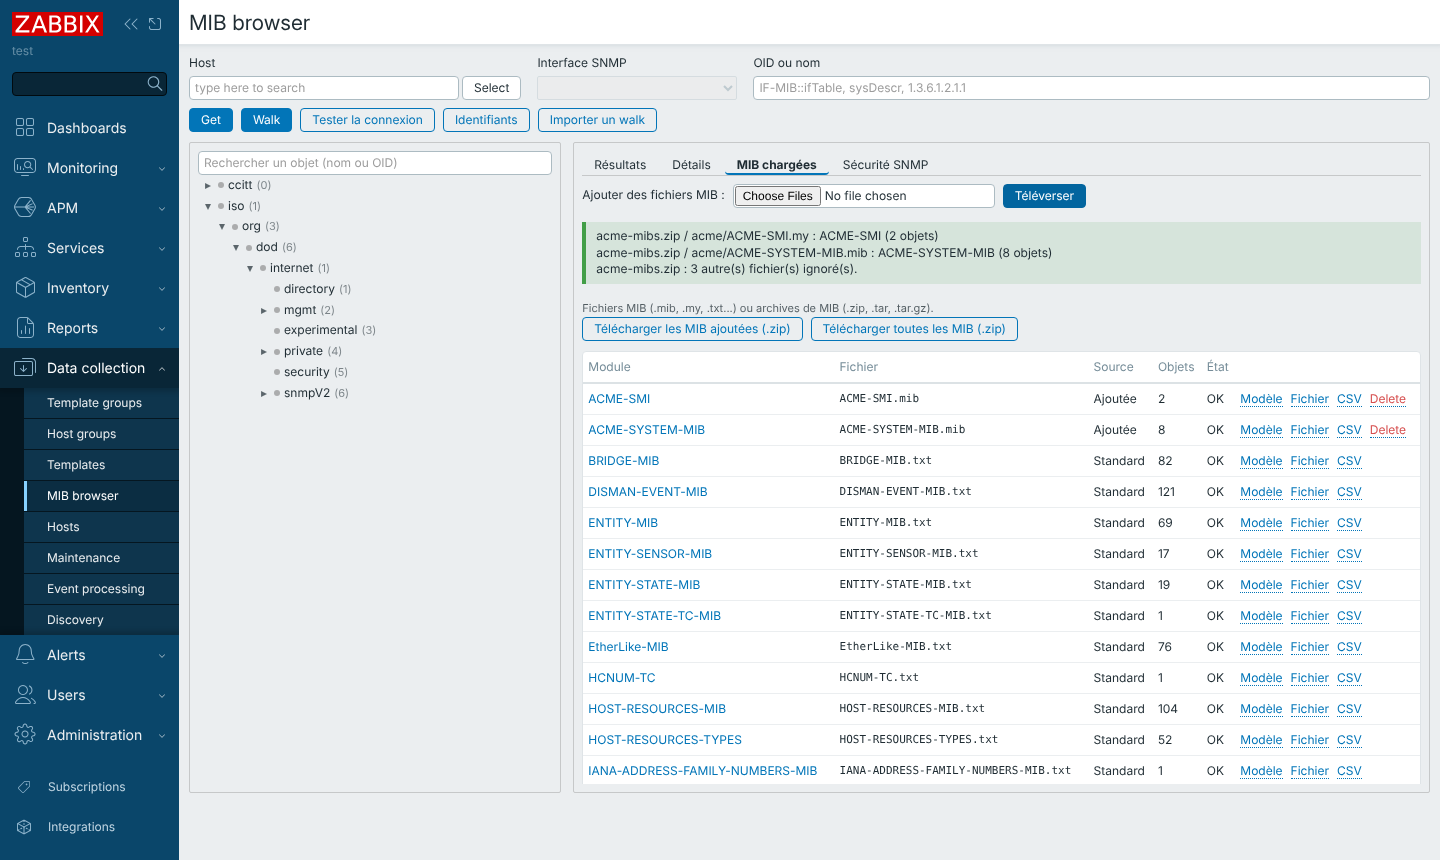 ZABBIX
test
Dashboards
Monitoring
APM
Services
Inventory
Reports
Data collection
Template groups
Host groups
Templates
MIB browser
Hosts
Maintenance
Event processing
Discovery
Alerts
Users
Administration
Subscriptions
Integrations
MIB browser
Host
Interface SNMP
OID ou nom
type here to search
Select
IF-MIB::ifTable, sysDescr, 1.3.6.1.2.1.1
Get
Walk
Tester la connexion
Identifiants
Importer un walk
Rechercher un objet (nom ou OID)
ccitt (0)
iso (1)
org (3)
dod (6)
internet (1)
directory (1)
mgmt (2)
experimental (3)
private (4)
security (5)
snmpV2 (6)
Résultats
Détails
MIB chargées
Sécurité SNMP
Ajouter des fichiers MIB :
Choose Files
No file chosen
Téléverser
acme-mibs.zip / acme/ACME-SMI.my : ACME-SMI (2 objets)
acme-mibs.zip / acme/ACME-SYSTEM-MIB.mib : ACME-SYSTEM-MIB (8 objets)
acme-mibs.zip : 3 autre(s) fichier(s) ignoré(s).
Fichiers MIB (.mib, .my, .txt...) ou archives de MIB (.zip, .tar, .tar.gz).
Télécharger les MIB ajoutées (.zip)
Télécharger toutes les MIB (.zip)
Module Fichier Source Objets État
ACME-SMI ACME-SMI.mib Ajoutée 2 OK Modèle Fichier CSV Delete
ACME-SYSTEM-MIB ACME-SYSTEM-MIB.mib Ajoutée 8 OK Modèle Fichier CSV Delete
BRIDGE-MIB BRIDGE-MIB.txt Standard 82 OK Modèle Fichier CSV
DISMAN-EVENT-MIB DISMAN-EVENT-MIB.txt Standard 121 OK Modèle Fichier CSV
ENTITY-MIB ENTITY-MIB.txt Standard 69 OK Modèle Fichier CSV
ENTITY-SENSOR-MIB ENTITY-SENSOR-MIB.txt Standard 17 OK Modèle Fichier CSV
ENTITY-STATE-MIB ENTITY-STATE-MIB.txt Standard 19 OK Modèle Fichier CSV
ENTITY-STATE-TC-MIB ENTITY-STATE-TC-MIB.txt Standard 1 OK Modèle Fichier CSV
EtherLike-MIB EtherLike-MIB.txt Standard 76 OK Modèle Fichier CSV
HCNUM-TC HCNUM-TC.txt Standard 1 OK Modèle Fichier CSV
HOST-RESOURCES-MIB HOST-RESOURCES-MIB.txt Standard 104 OK Modèle Fichier CSV
HOST-RESOURCES-TYPES HOST-RESOURCES-TYPES.txt Standard 52 OK Modèle Fichier CSV
IANA-ADDRESS-FAMILY-NUMBERS-MIB IANA-ADDRESS-FAMILY-NUMBERS-MIB.txt Standard 1 OK Modèle Fichier CSV